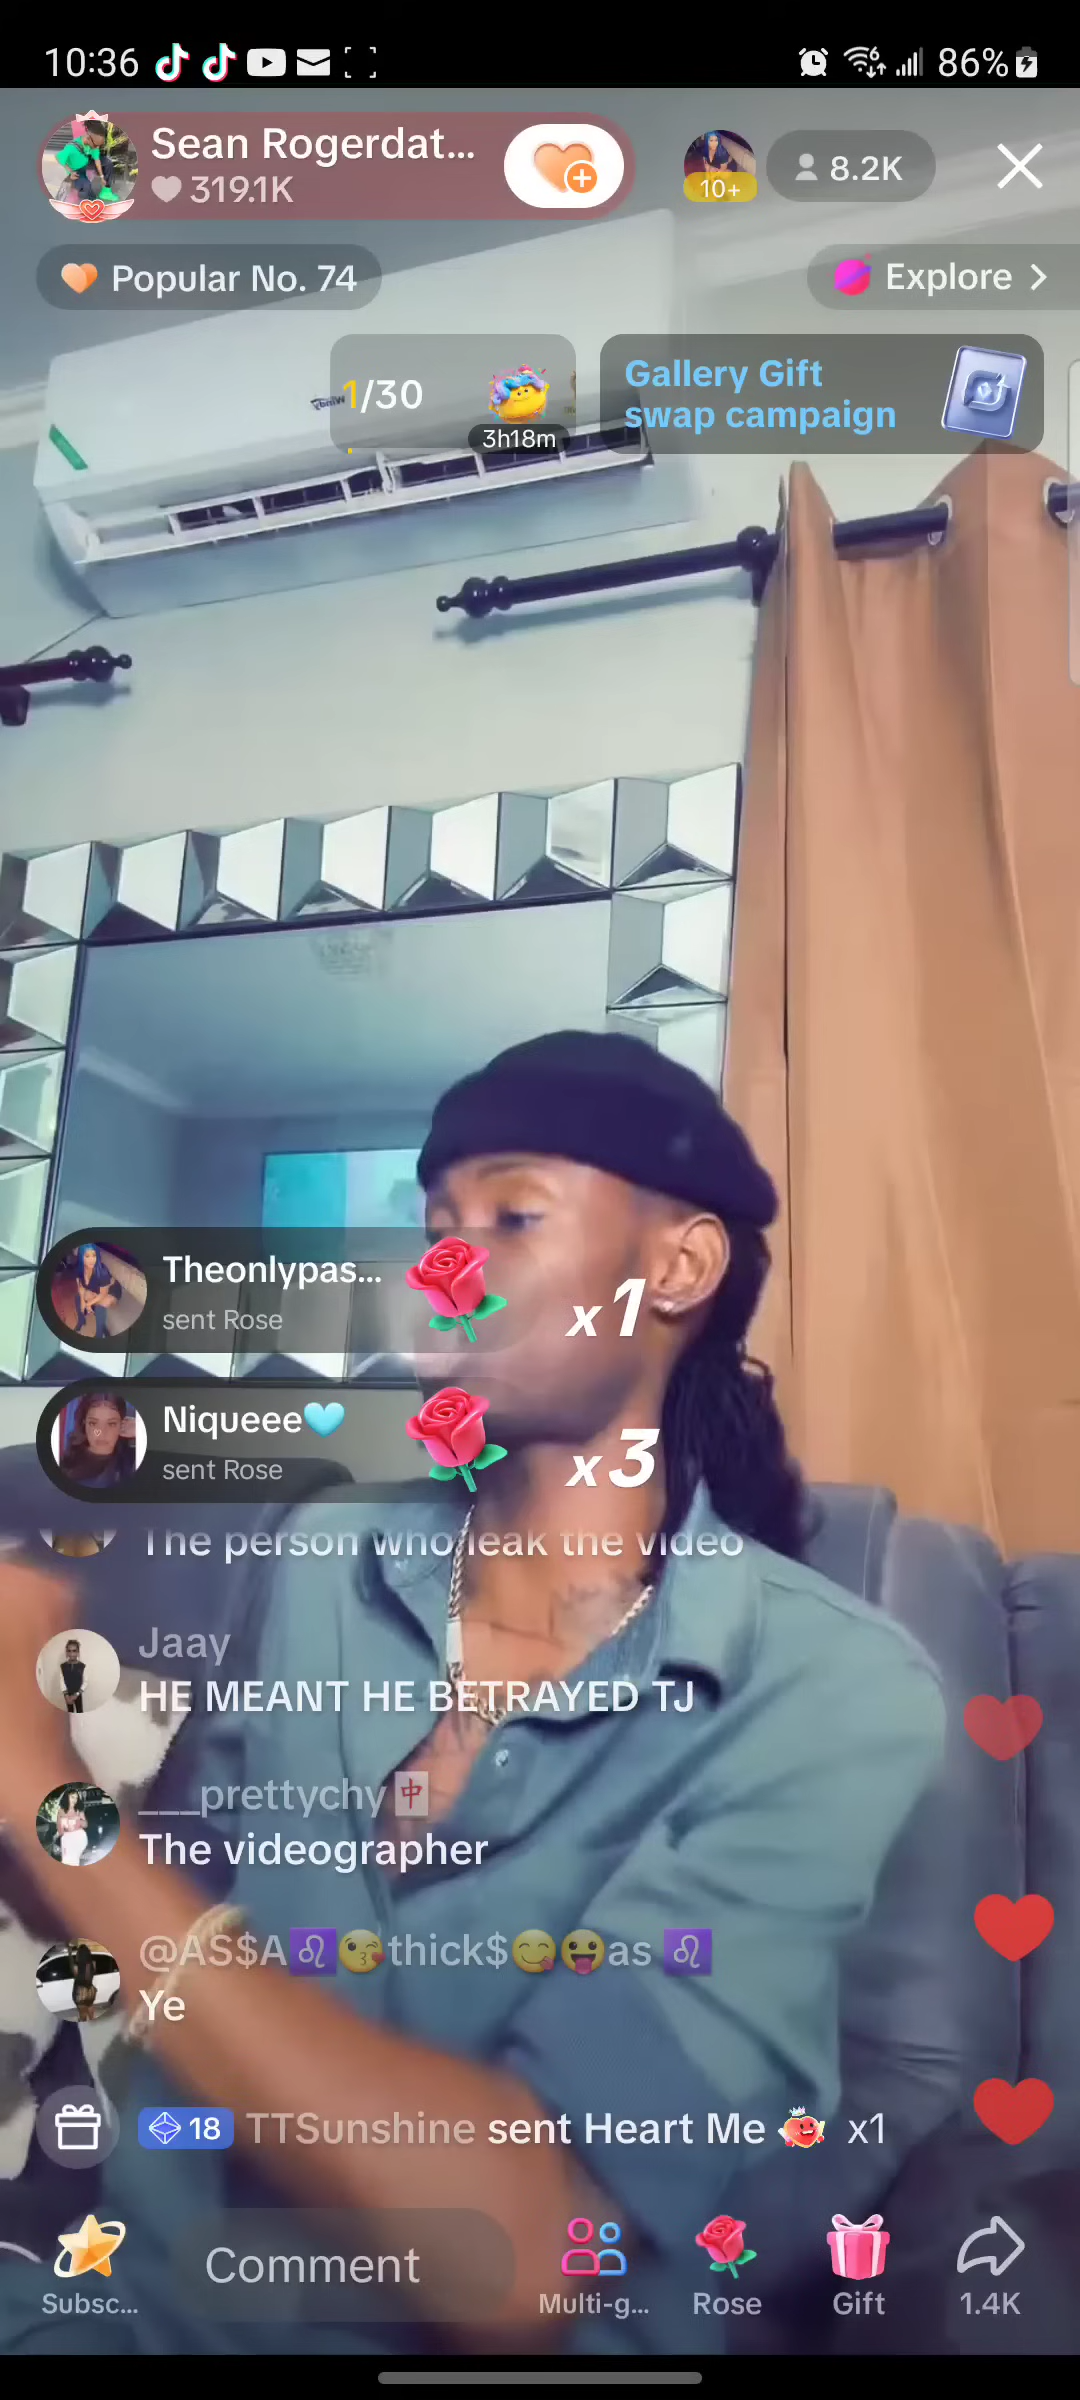 10:36
86%
Sean Rogerdat...
319.1K
10+
8.2K
Popular No. 74
Explore >
1/30
3h18m
Gallery Gift
swap campaign
Theonlypas...
sent Rose
x1
Niqueee🩵
sent Rose
x3
The person who leak the video
Jaay
HE MEANT HE BETRAYED TJ
___prettychy🀄
The videographer
@AS$A♌😘thick$😋😛as ♌
Ye
18 TTSunshine sent Heart Me x1
Comment
Subsc...
Multi-g...
Rose
Gift
1.4K